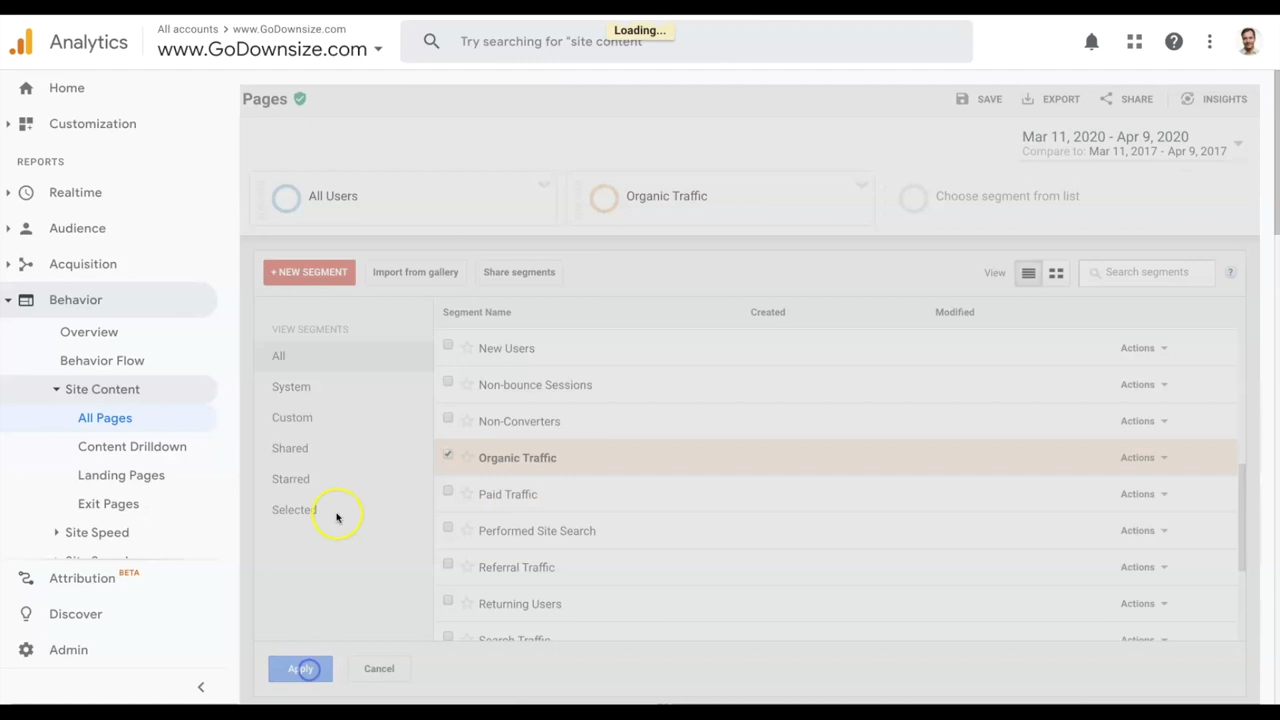 Analytics
All accounts > www.GoDownsize.com
www.GoDownsize.com
Try searching for "site content"
Loading...
Home
Customization
REPORTS
Realtime
Audience
Acquisition
Behavior
Overview
Behavior Flow
Site Content
All Pages
Content Drilldown
Landing Pages
Exit Pages
Site Speed
Attribution BETA
Discover
Admin
Pages
SAVE
EXPORT
SHARE
INSIGHTS
Mar 11, 2020 - Apr 9, 2020
Compare to: Mar 11, 2017 - Apr 9, 2017
All Users
Organic Traffic
Choose segment from list
+ NEW SEGMENT
Import from gallery
Share segments
View
Search segments
?
VIEW SEGMENTS
All
System
Custom
Shared
Starred
Selected
Segment Name Created Modified
New Users Actions
Non-bounce Sessions Actions
Non-Converters Actions
Organic Traffic Actions
Paid Traffic Actions
Performed Site Search Actions
Referral Traffic Actions
Returning Users Actions
Search Traffic Actions
Apply
Cancel